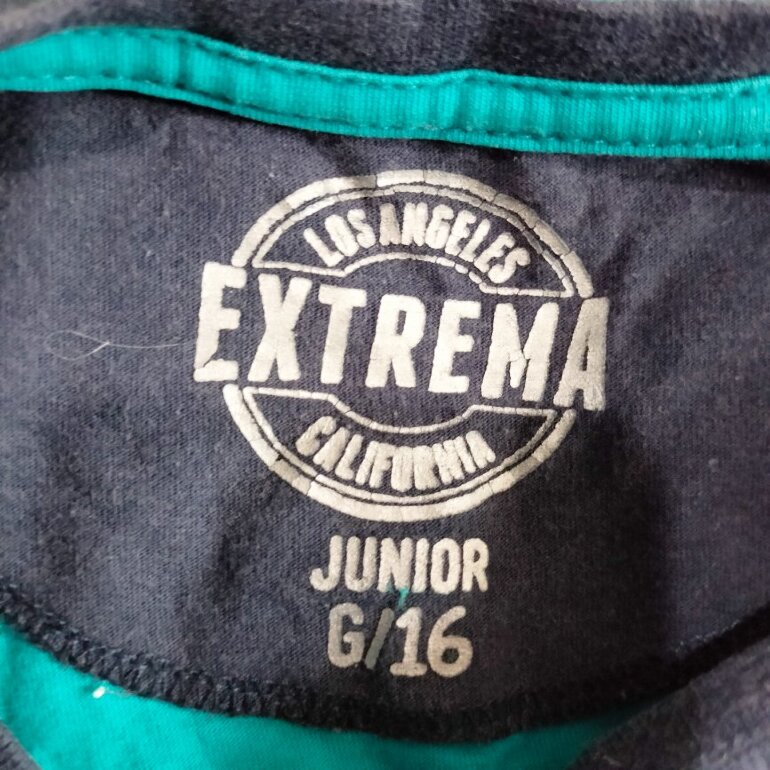 LOS ANGELES
EXTREMA
CALIFORNIA
JUNIOR
G/16